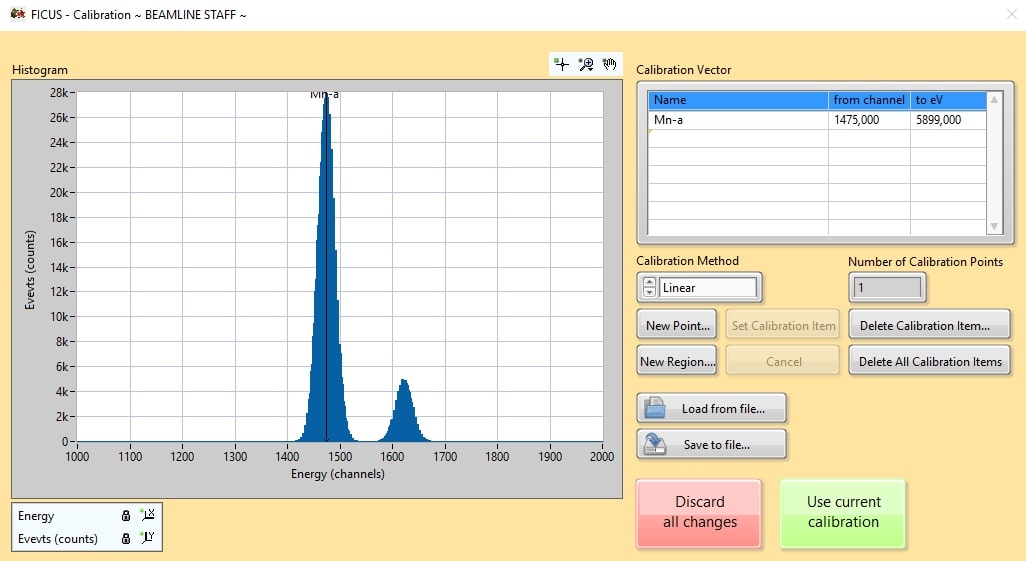 FICUS - Calibration ~ BEAMLINE STAFF ~
Histogram
Mn-a
28k
26k
24k
22k
20k
18k
16k
14k
12k
10k
8k
6k
4k
2k
0
Evevts (counts)
1000 1100 1200 1300 1400 1500 1600 1700 1800 1900 2000
Energy (channels)
Energy
Evevts (counts)
Calibration Vector
Name from channel to eV
Mn-a 1475,000 5899,000
Calibration Method Number of Calibration Points
Linear 1
New Point... Set Calibration Item Delete Calibration Item...
New Region.... Cancel Delete All Calibration Items
Load from file...
Save to file...
Discard
all changes
Use current
calibration